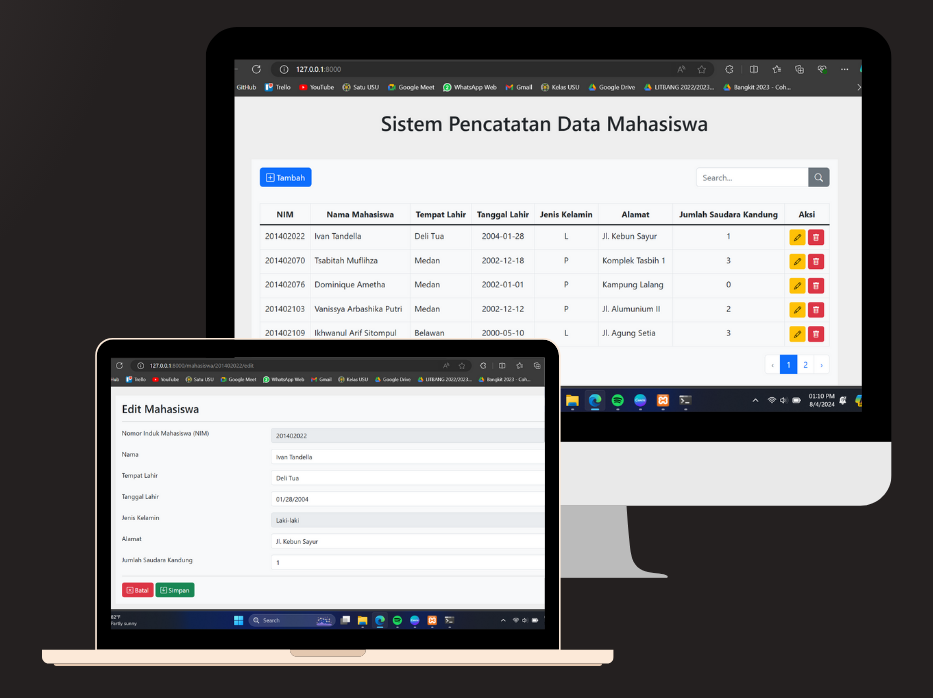 127.0.0.1:8000
GitHub Trello YouTube Satu USU Google Meet WhatsApp Web Gmail Kelas USU Google Drive LITBANG 2022/2023... Bangkit 2023 - Coh...
Sistem Pencatatan Data Mahasiswa
Tambah Search...
NIM Nama Mahasiswa Tempat Lahir Tanggal Lahir Jenis Kelamin Alamat Jumlah Saudara Kandung Aksi
201402022 Ivan Tandella Deli Tua 2004-01-28 L Jl. Kebun Sayur 1
201402070 Tsabitah Muflihza Medan 2002-12-18 P Komplek Tasbih 1 3
201402076 Dominique Ametha Medan 2002-01-01 P Kampung Lalang 0
201402103 Vanissya Arbashika Putri Medan 2002-12-12 P Jl. Alumunium II 2
201402109 Ikhwanul Arif Sitompul Belawan 2000-05-10 L Jl. Agung Setia 3
‹ 1 2 ›
01:10 PM
8/4/2024
127.0.0.1:8000/mahasiswa/201402022/edit
Hub Trello YouTube Satu USU Google Meet WhatsApp Web Gmail Kelas USU Google Drive LITBANG 2022/2023... Bangkit 2023 - Coh...
Edit Mahasiswa
Nomor Induk Mahasiswa (NIM) 201402022
Nama Ivan Tandella
Tempat Lahir Deli Tua
Tanggal Lahir 01/28/2004
Jenis Kelamin Laki-laki
Alamat Jl. Kebun Sayur
Jumlah Saudara Kandung 1
Batal Simpan
82°F
Partly sunny
Search